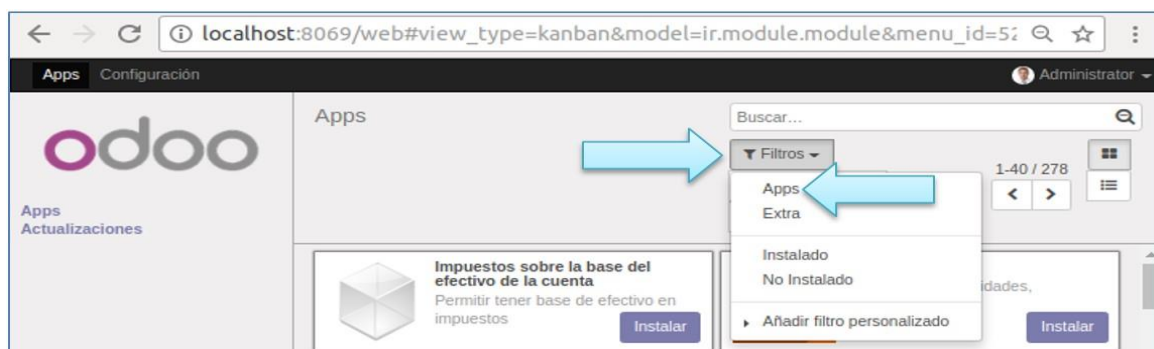 localhost:8069/web#view_type=kanban&model=ir.module.module&menu_id=52
Apps Configuración Administrator
odoo
Apps
Actualizaciones
Apps
Buscar...
Filtros
1-40 / 278
Apps
Extra
Instalado
No Instalado
Añadir filtro personalizado
Impuestos sobre la base del
efectivo de la cuenta
Permitir tener base de efectivo en
impuestos
Instalar
idades,
Instalar